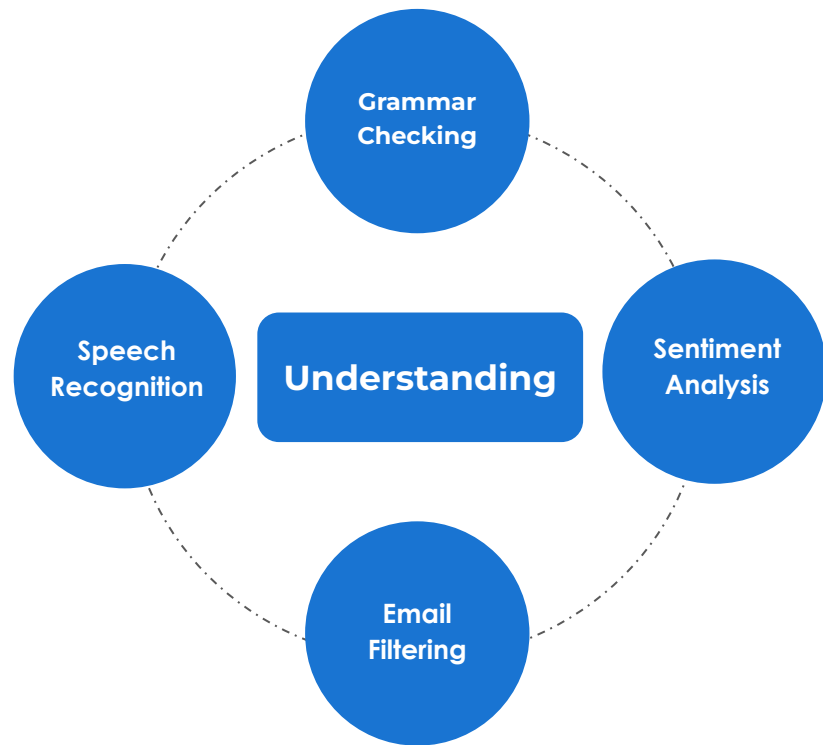 Grammar
Checking
Speech
Recognition
Understanding
Sentiment
Analysis
Email
Filtering